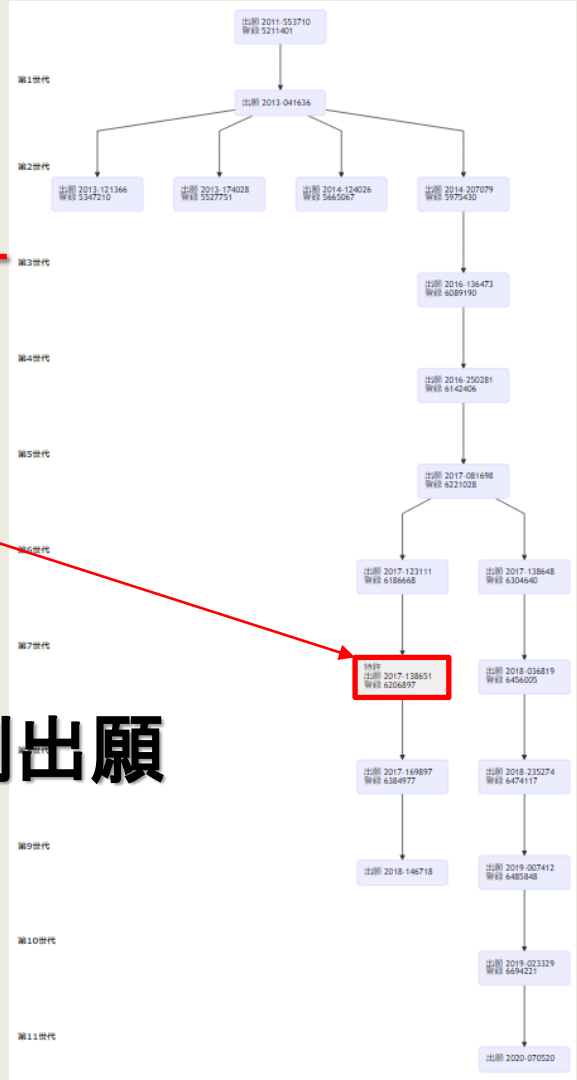 出願 2011-553710
登録 5211401
第1世代
出願 2013-041636
第2世代
出願 2013-121366
登録 5347210
出願 2013-174028
登録 5527751
出願 2014-124026
登録 5665067
出願 2014-207079
登録 5975430
第3世代
出願 2016-136473
登録 6089190
第4世代
出願 2016-250281
登録 6142406
第5世代
出願 2017-081698
登録 6221028
第6世代
出願 2017-123111
登録 6186668
出願 2017-138648
登録 6304640
第7世代
特許
出願 2017-138651
登録 6206897
出願 2018-036819
登録 6456005
出願
出願 2017-169897
登録 6384977
出願 2018-235274
登録 6474117
第9世代
出願 2018-146718
出願 2019-007412
登録 6485848
第10世代
出願 2019-023329
登録 6694221
第11世代
出願 2020-070520